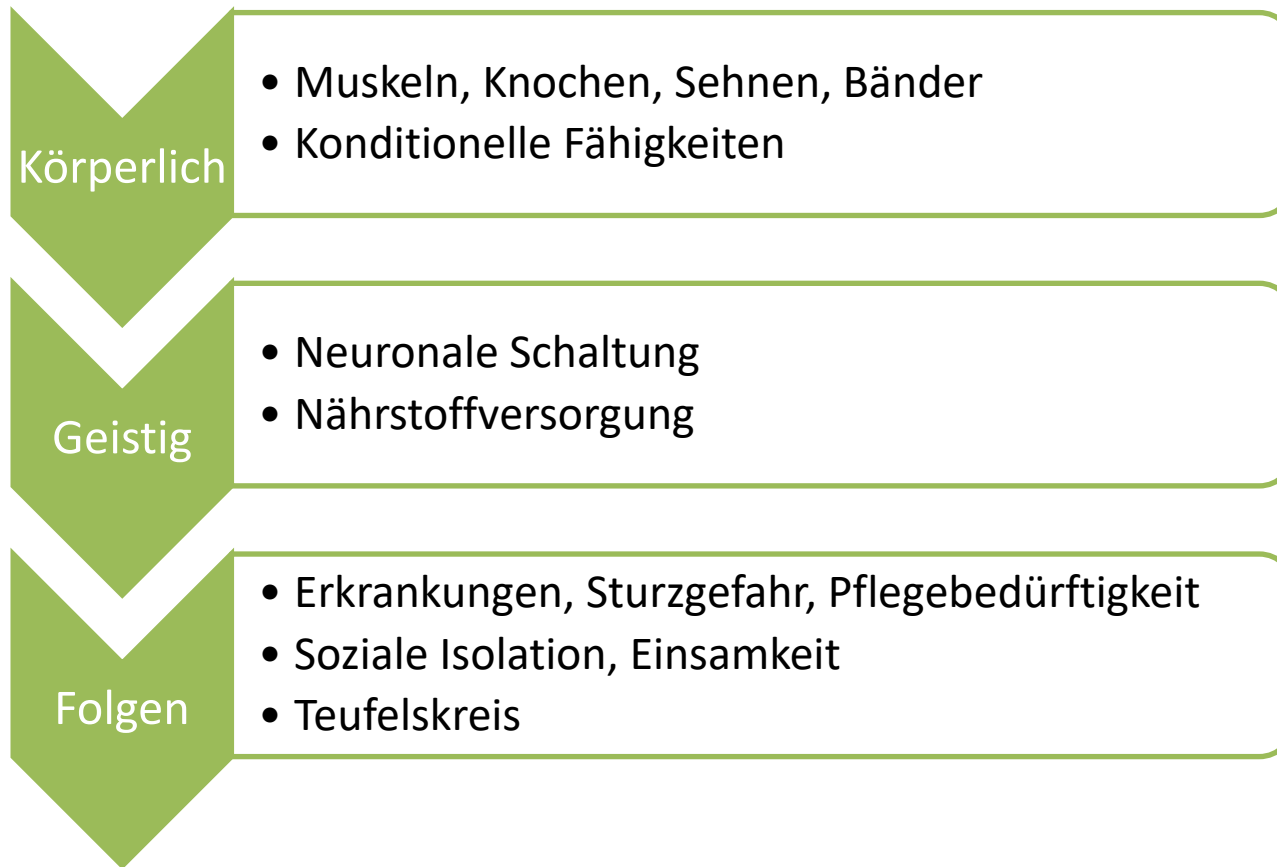 Körperlich
• Muskeln, Knochen, Sehnen, Bänder
• Konditionelle Fähigkeiten
Geistig
• Neuronale Schaltung
• Nährstoffversorgung
Folgen
• Erkrankungen, Sturzgefahr, Pflegebedürftigkeit
• Soziale Isolation, Einsamkeit
• Teufelskreis